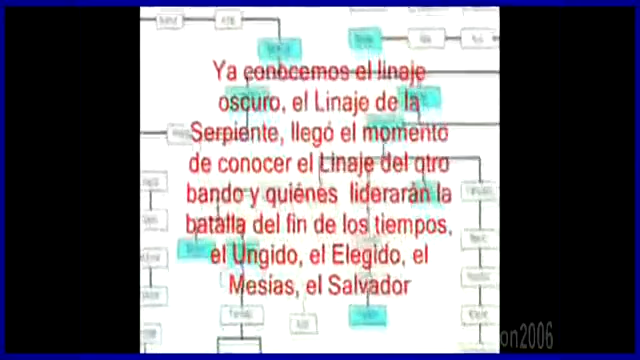 Ya conocemos el linaje
oscuro, el Linaje de la
Serpiente, llegó el momento
de conocer el Linaje del otro
bando y quiénes liderarán la
batalla del fin de los tiempos,
el Ungido, el Elegido, el
Mesías, el Salvador
on2006